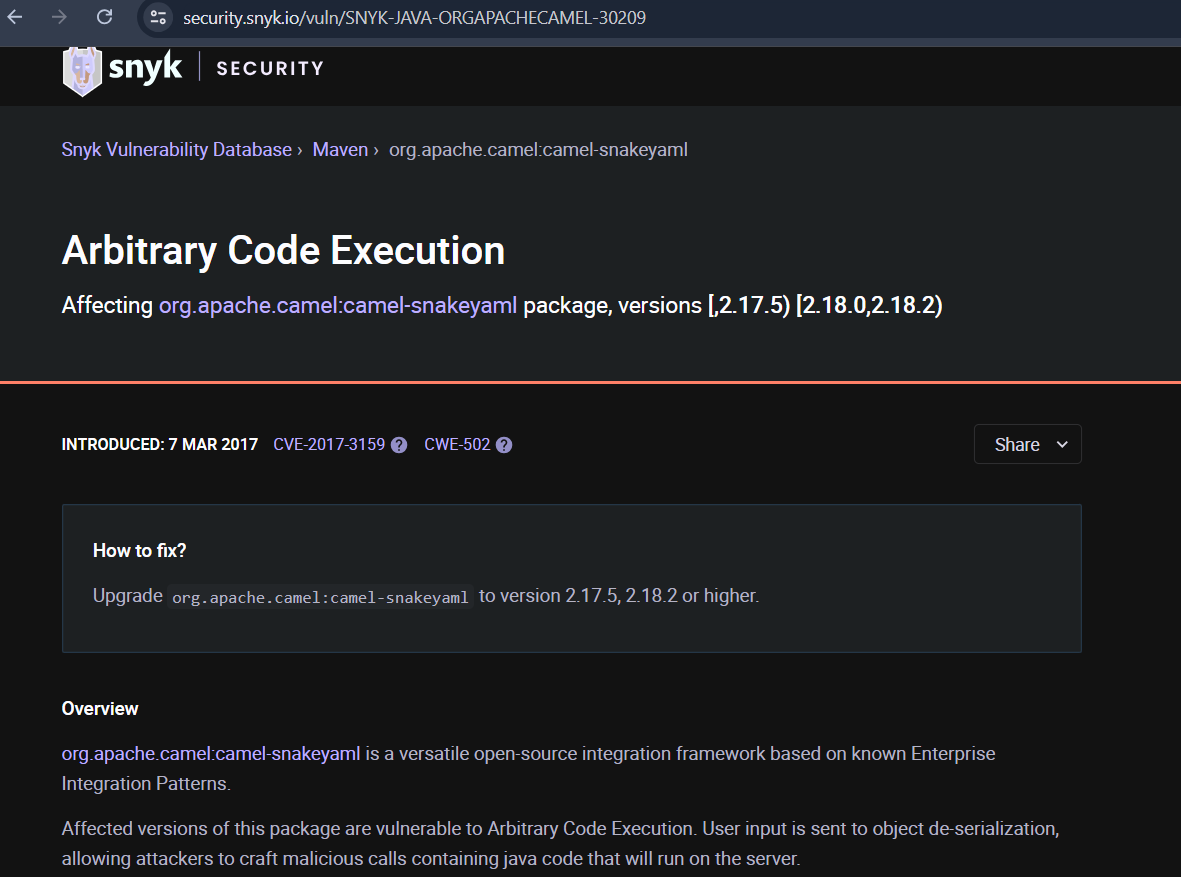 security.snyk.io/vuln/SNYK-JAVA-ORGAPACHECAMEL-30209
snyk | SECURITY
Snyk Vulnerability Database › Maven › org.apache.camel:camel-snakeyaml
Arbitrary Code Execution
Affecting org.apache.camel:camel-snakeyaml package, versions [,2.17.5) [2.18.0,2.18.2)
INTRODUCED: 7 MAR 2017 CVE-2017-3159 ? CWE-502 ?
Share
How to fix?
Upgrade org.apache.camel:camel-snakeyaml to version 2.17.5, 2.18.2 or higher.
Overview
org.apache.camel:camel-snakeyaml is a versatile open-source integration framework based on known Enterprise
Integration Patterns.
Affected versions of this package are vulnerable to Arbitrary Code Execution. User input is sent to object de-serialization,
allowing attackers to craft malicious calls containing java code that will run on the server.